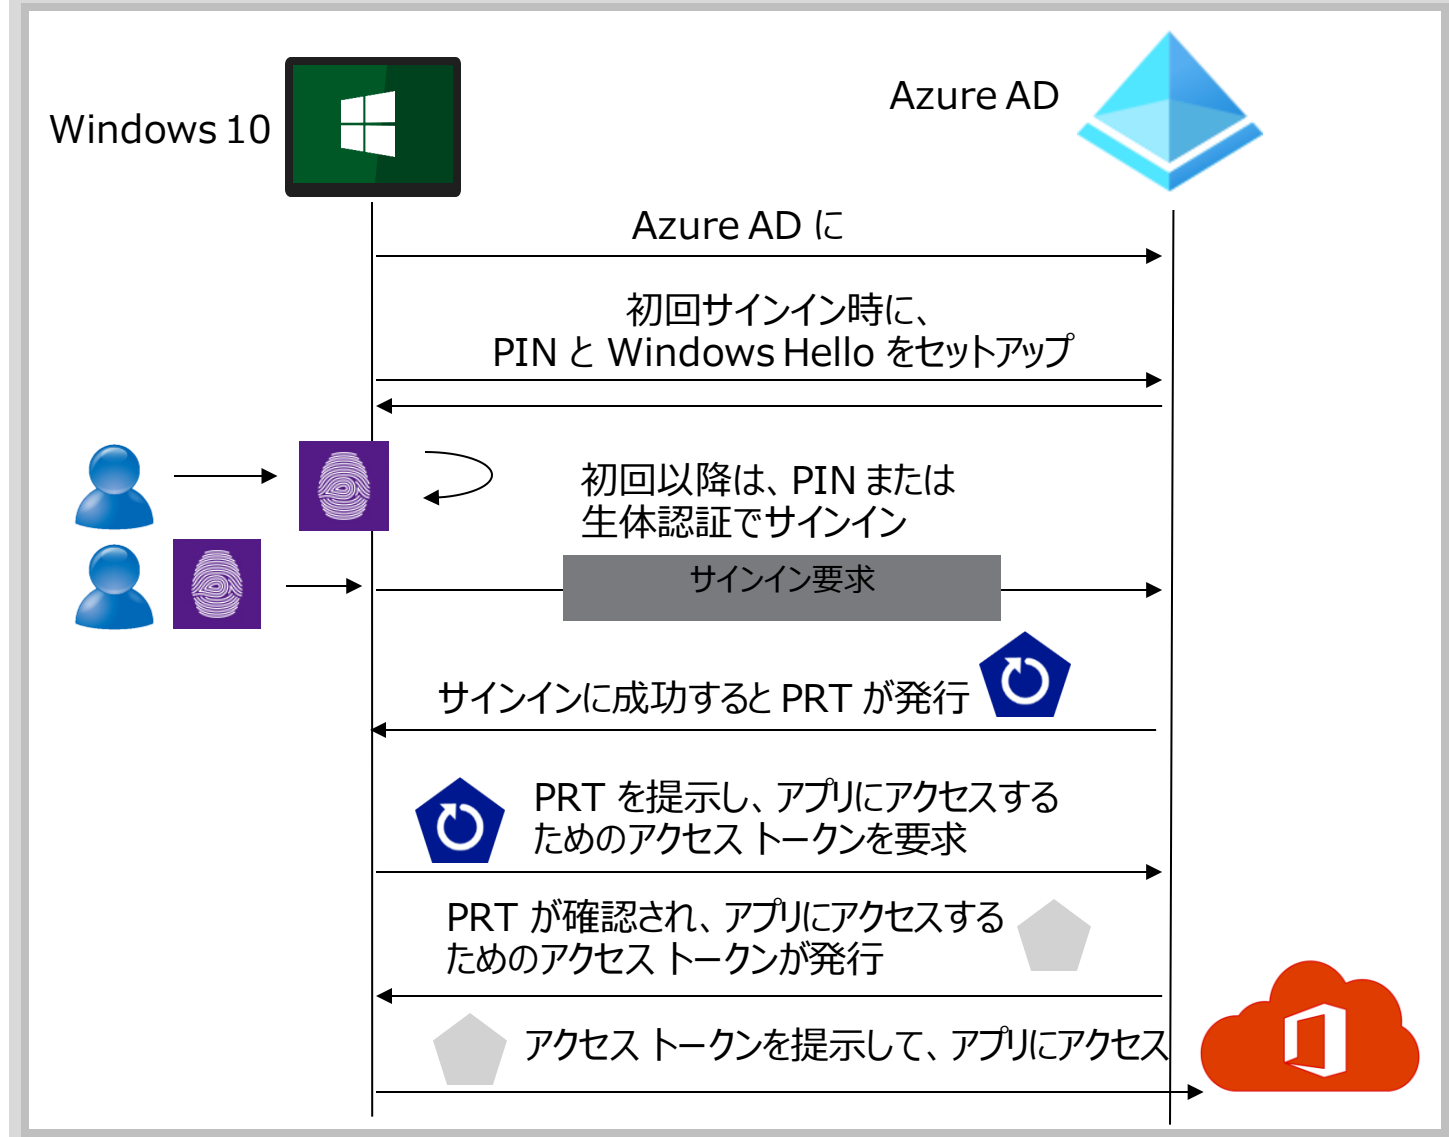 Windows 10
Azure AD
Azure AD に
初回サインイン時に、
PIN と Windows Hello をセットアップ
初回以降は、PIN または
生体認証でサインイン
サインイン要求
サインインに成功すると PRT が発行
PRT を提示し、アプリにアクセスする
ためのアクセス トークンを要求
PRT が確認され、アプリにアクセスする
ためのアクセス トークンが発行
アクセス トークンを提示して、アプリにアクセス